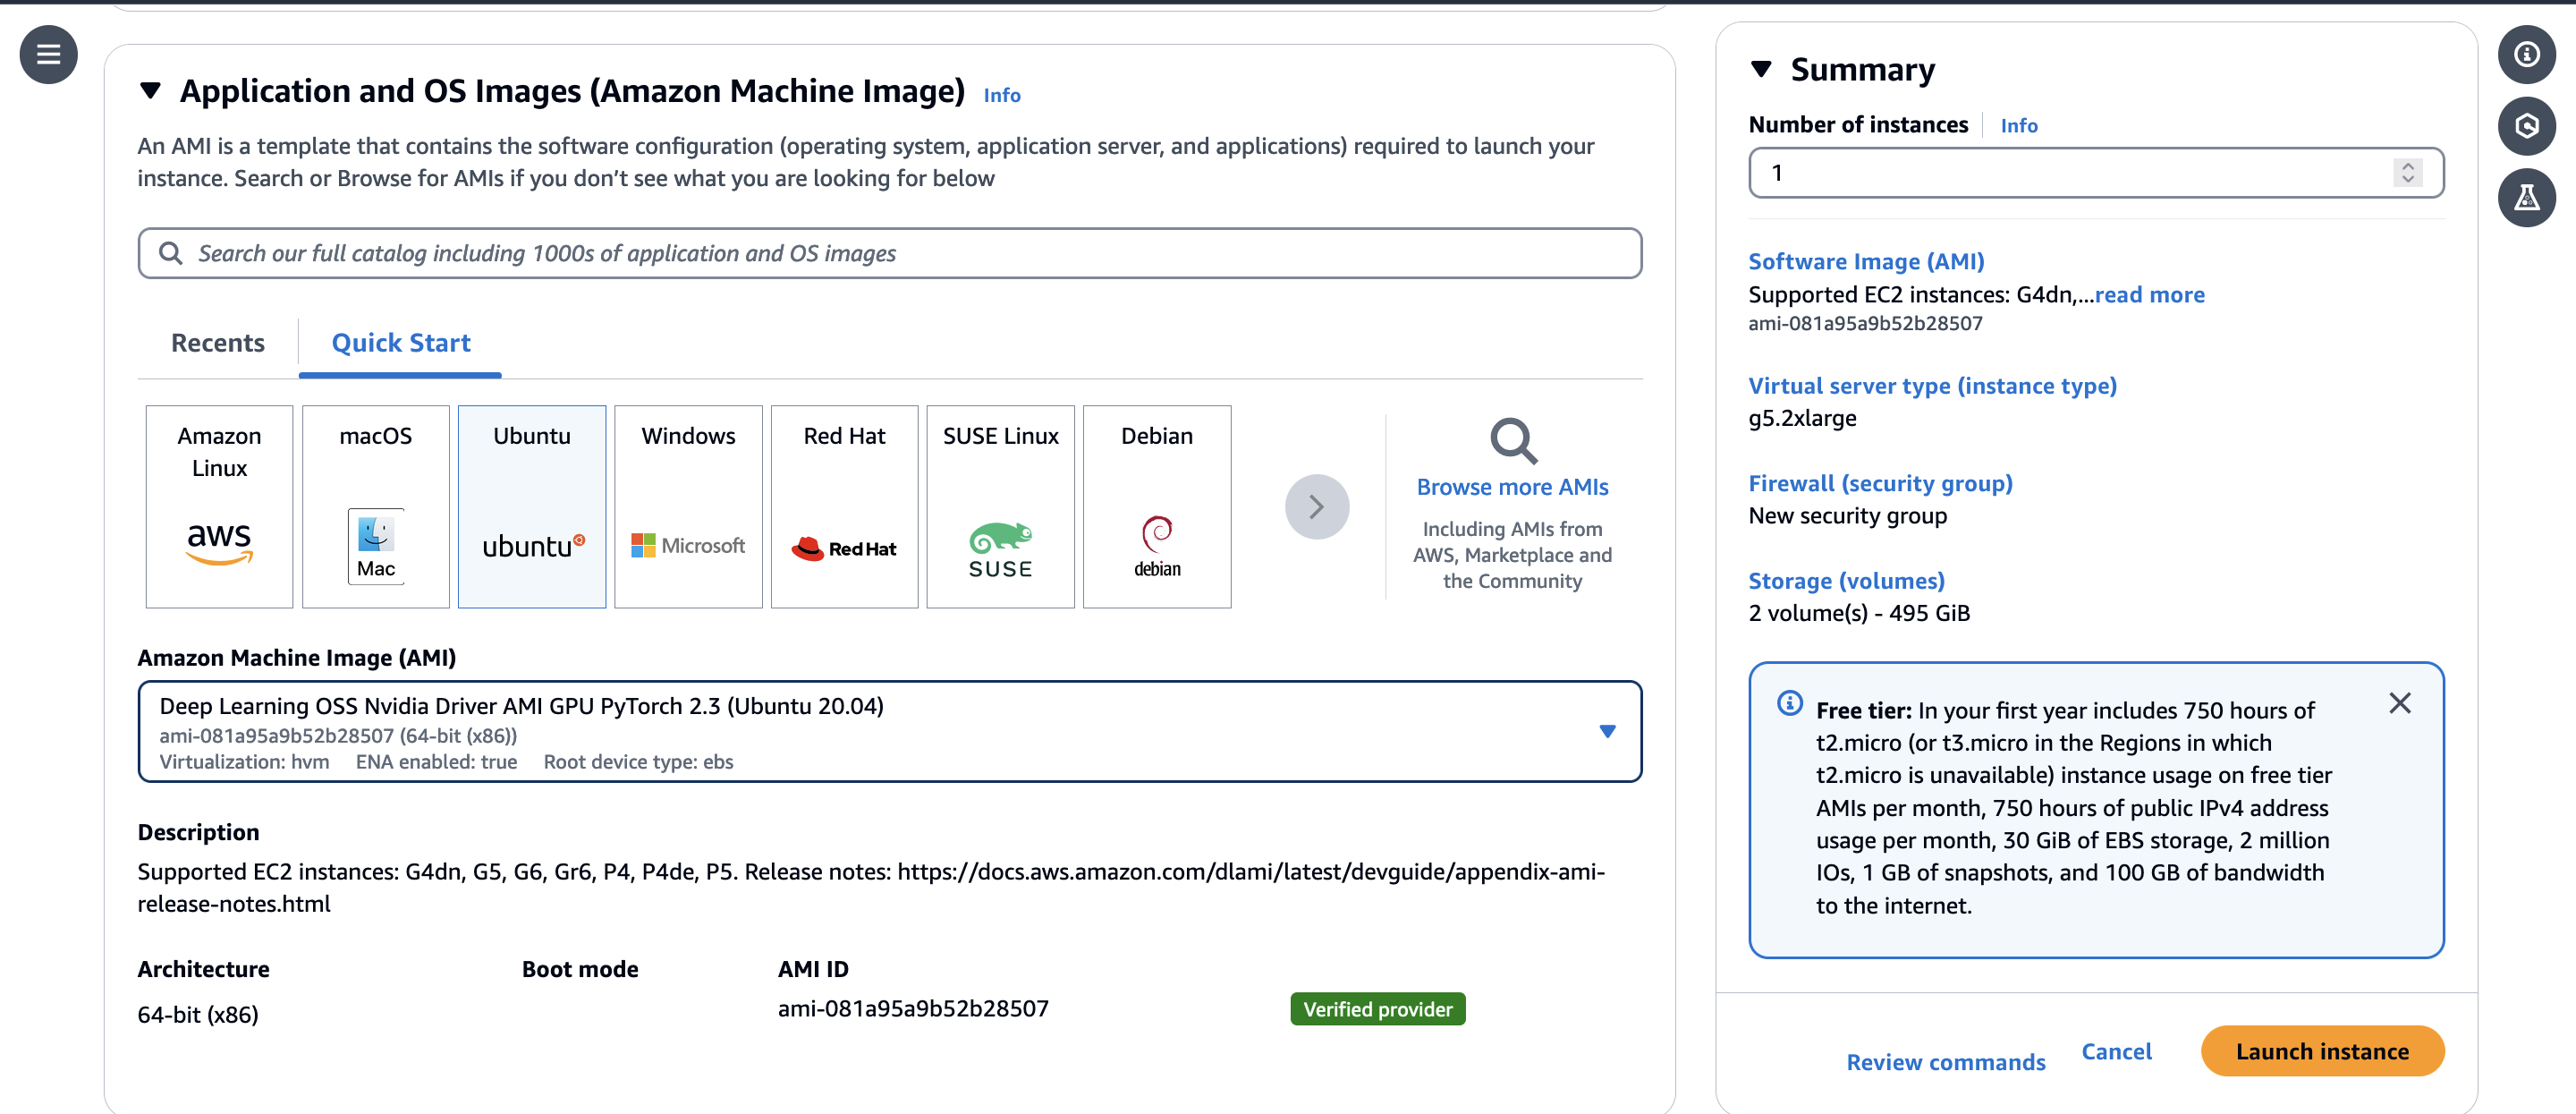 Application and OS Images (Amazon Machine Image) Info
An AMI is a template that contains the software configuration (operating system, application server, and applications) required to launch your
instance. Search or Browse for AMIs if you don’t see what you are looking for below
Search our full catalog including 1000s of application and OS images
Recents
Quick Start
Amazon
Linux
aws
macOS
Mac
Ubuntu
ubuntu
Windows
Microsoft
Red Hat
Red Hat
SUSE Linux
SUSE
Debian
debian
Browse more AMIs
Including AMIs from
AWS, Marketplace and
the Community
Amazon Machine Image (AMI)
Deep Learning OSS Nvidia Driver AMI GPU PyTorch 2.3 (Ubuntu 20.04)
ami-081a95a9b52b28507 (64-bit (x86))
Virtualization: hvm ENA enabled: true Root device type: ebs
Description
Supported EC2 instances: G4dn, G5, G6, Gr6, P4, P4de, P5. Release notes: https://docs.aws.amazon.com/dlami/latest/devguide/appendix-ami-
release-notes.html
Architecture Boot mode AMI ID
64-bit (x86) ami-081a95a9b52b28507 Verified provider
Summary
Number of instances Info
1
Software Image (AMI)
Supported EC2 instances: G4dn,...read more
ami-081a95a9b52b28507
Virtual server type (instance type)
g5.2xlarge
Firewall (security group)
New security group
Storage (volumes)
2 volume(s) - 495 GiB
Free tier: In your first year includes 750 hours of
t2.micro (or t3.micro in the Regions in which
t2.micro is unavailable) instance usage on free tier
AMIs per month, 750 hours of public IPv4 address
usage per month, 30 GiB of EBS storage, 2 million
IOs, 1 GB of snapshots, and 100 GB of bandwidth
to the internet.
Review commands Cancel Launch instance